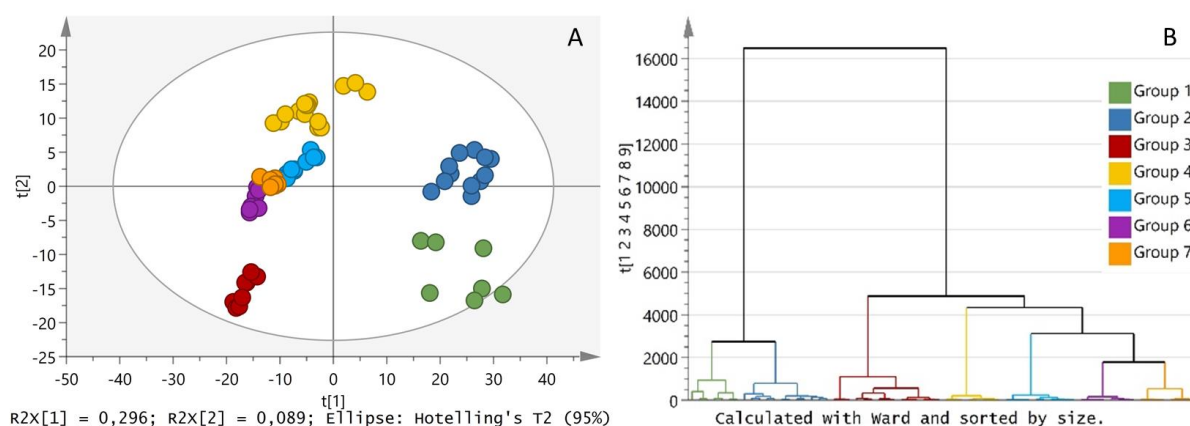 A
t[2]
20
15
10
5
0
-5
-10
-15
-20
-25
-50 -40 -30 -20 -10 0 10 20 30 40
t[1]
R2X[1] = 0,296; R2X[2] = 0,089; Ellipse: Hotelling's T2 (95%)
B
t[1 2 3 4 5 6 7 8 9]
16000
14000
12000
10000
8000
6000
4000
2000
0
Group 1
Group 2
Group 3
Group 4
Group 5
Group 6
Group 7
Calculated with Ward and sorted by size.